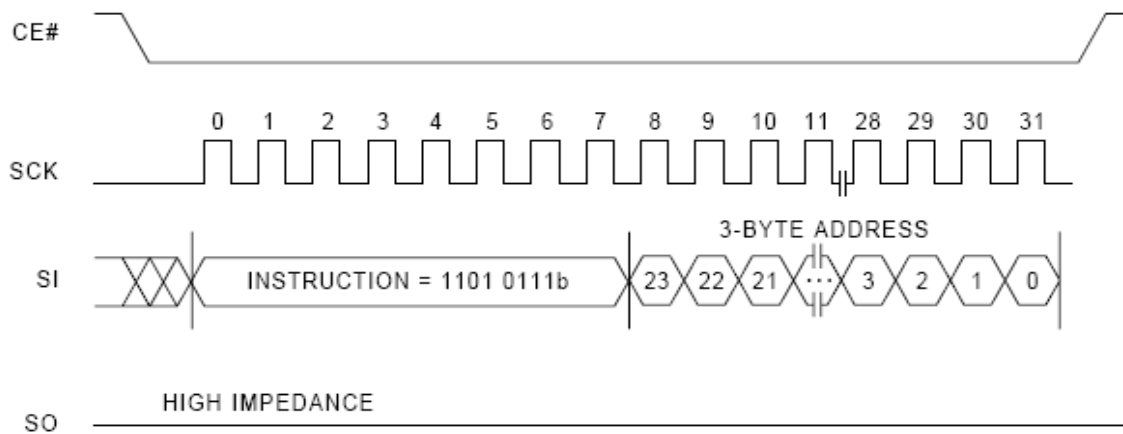 CE#
0 1 2 3 4 5 6 7 8 9 10 11 28 29 30 31
SCK
3-BYTE ADDRESS
SI INSTRUCTION = 1101 0111b 23 22 21 ... 3 2 1 0
HIGH IMPEDANCE
SO